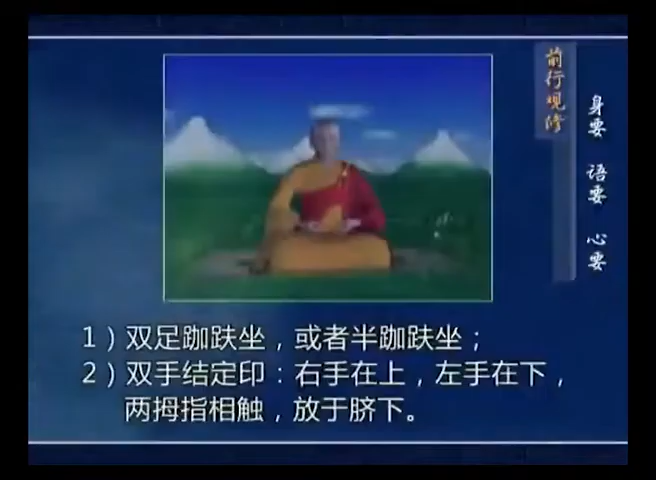 前行观修
身要 语要 心要
1）双足跏趺坐，或者半跏趺坐；
2）双手结定印：右手在上，左手在下，
两拇指相触，放于脐下。